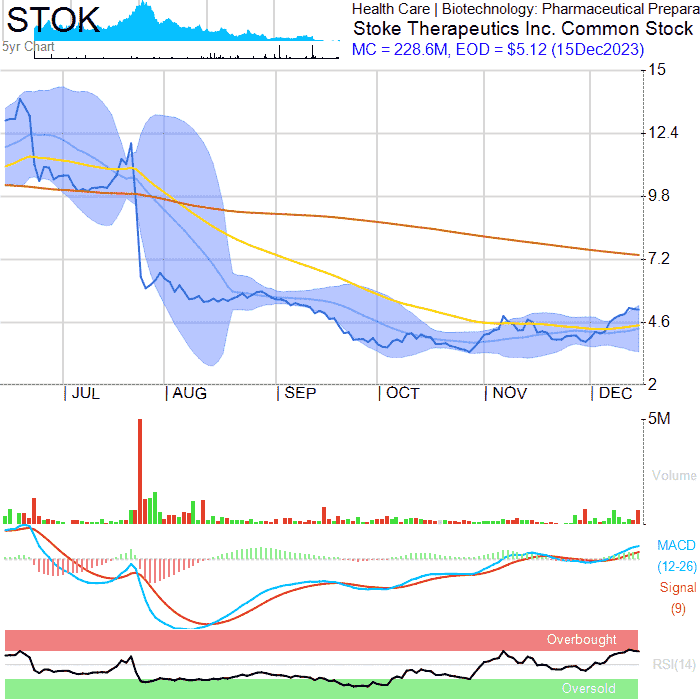 STOK
5yr Chart
Health Care | Biotechnology: Pharmaceutical Prepara
Stoke Therapeutics Inc. Common Stock
MC = 228.6M, EOD = $5.12 (15Dec2023)
15
12.4
9.8
7.2
4.6
2
JUL AUG SEP OCT NOV DEC
5M
Volume
MACD
(12-26)
Signal
(9)
Overbought
RSI(14)
Oversold